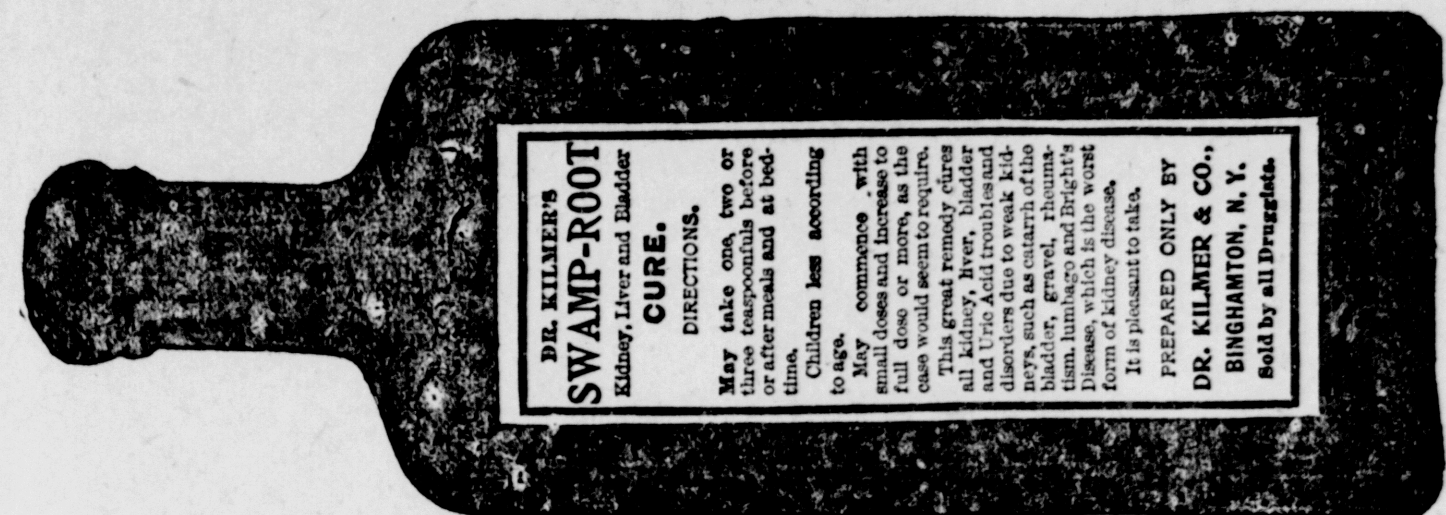 DR. KILMER'S
SWAMP-ROOT
Kidney, Liver and Bladder
CURE.
DIRECTIONS.
May take one, two or
three teaspoonfuls before
or after meals and at bed-
time.
Children less according
to age.
May commence with
small doses and increase to
full dose or more, as the
case would seem to require.
This great remedy cures
all kidney, liver, bladder
and Uric Acid troubles and
disorders due to weak kid-
neys, such as catarrh of the
bladder, gravel, rheuma-
tism, lumbago and Bright's
Disease, which is the worst
form of kidney disease.
It is pleasant to take.
PREPARED ONLY BY
DR. KILMER & CO.,
BINGHAMTON, N. Y.
Sold by all Druggists.